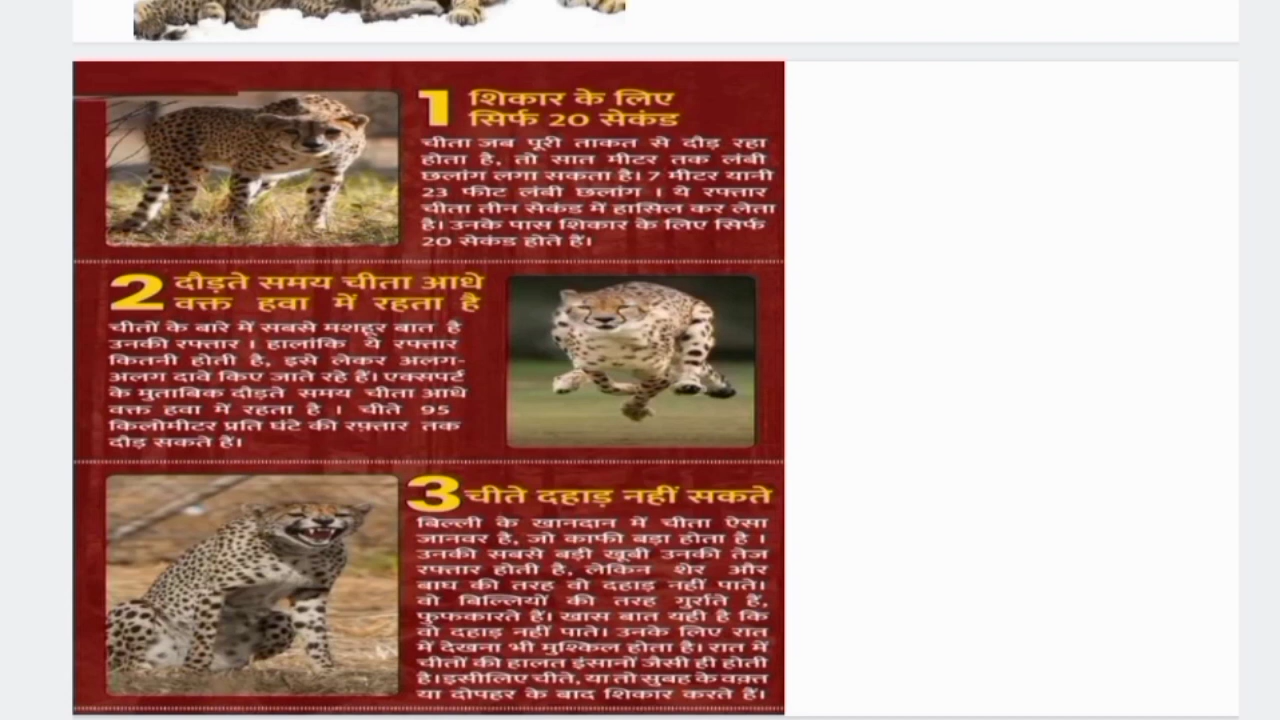 1 शिकार के लिए
सिर्फ 20 सेकंड
चीता जब पूरी ताकत से दौड़ रहा
होता है, तो सात मीटर तक लंबी
छलांग लगा सकता है। 7 मीटर यानी
23 फीट लंबी छलांग । ये रफ्तार
चीता तीन सेकंड में हासिल कर लेता
है। उनके पास शिकार के लिए सिर्फ
20 सेकंड होते हैं।
2 दौड़ते समय चीता आधे
वक्त हवा में रहता है
चीतों के बारे में सबसे मशहूर बात है
उनकी रफ्तार । हालांकि ये रफ्तार
कितनी होती है, इसे लेकर अलग-
अलग दावे किए जाते रहे हैं। एक्सपर्ट
के मुताबिक दौड़ते समय चीता आधे
वक्त हवा में रहता है । चीते 95
किलोमीटर प्रति घंटे की रफ़्तार तक
दौड़ सकते हैं।
3 चीते दहाड़ नहीं सकते
बिल्ली के खानदान में चीता ऐसा
जानवर है, जो काफी बड़ा होता है ।
उनकी सबसे बड़ी खूबी उनकी तेज
रफ्तार होती है, लेकिन शेर और
बाघ की तरह वो दहाड़ नहीं पाते।
वो बिल्लियों की तरह गुर्राते हैं,
फुफकारते हैं। खास बात यही है कि
वो दहाड़ नहीं पाते। उनके लिए रात
में देखना भी मुश्किल होता है। रात में
चीतों की हालत इंसानों जैसी ही होती
है। इसीलिए चीते, या तो सुबह के वक़्त
या दोपहर के बाद शिकार करते हैं।